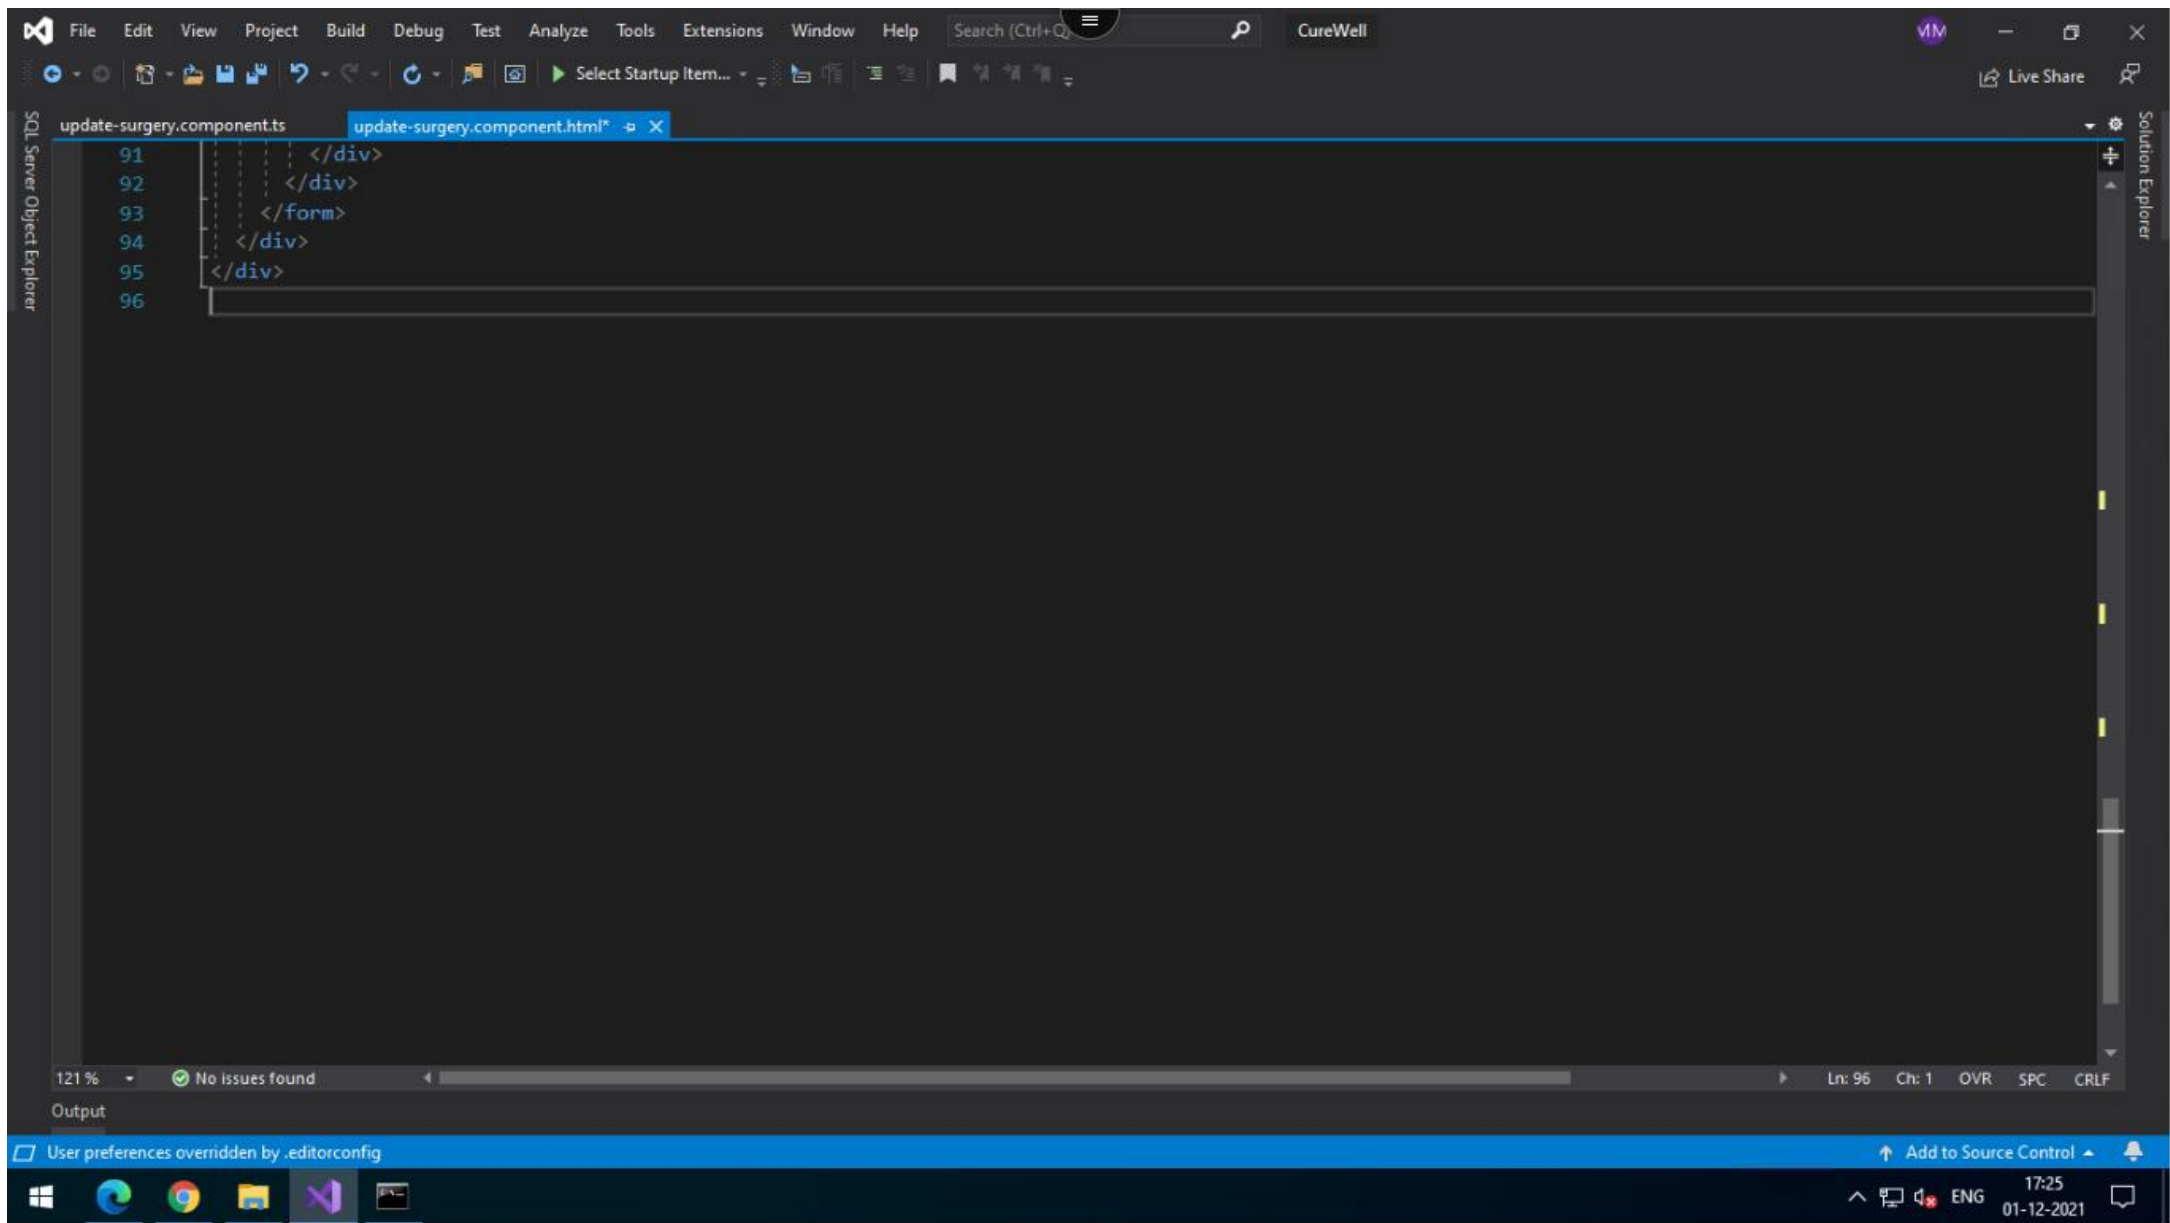 File Edit View Project Build Debug Test Analyze Tools Extensions Window Help Search (Ctrl+Q) CureWell MM
Select Startup Item... Live Share
update-surgery.component.ts update-surgery.component.html*
SQL Server Object Explorer
Solution Explorer
91 </div>
92 </div>
93 </form>
94 </div>
95 </div>
96
121 % No issues found Ln: 96 Ch: 1 OVR SPC CRLF
Output
User preferences overridden by .editorconfig Add to Source Control
ENG 17:25
01-12-2021